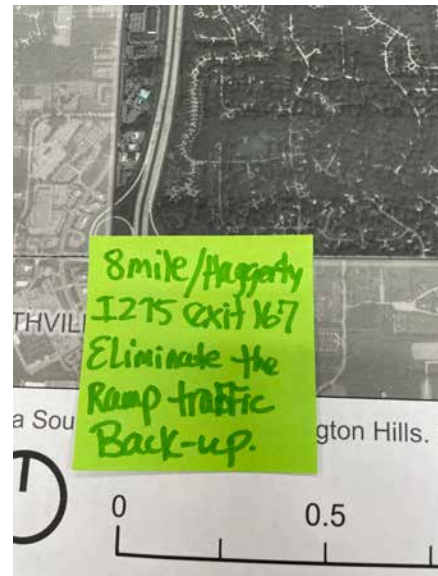 8mile/Haggerty
I275 exit 167
Eliminate the
Ramp traffic
Back-up.
THVIL
a Sou
gton Hills.
0
0.5